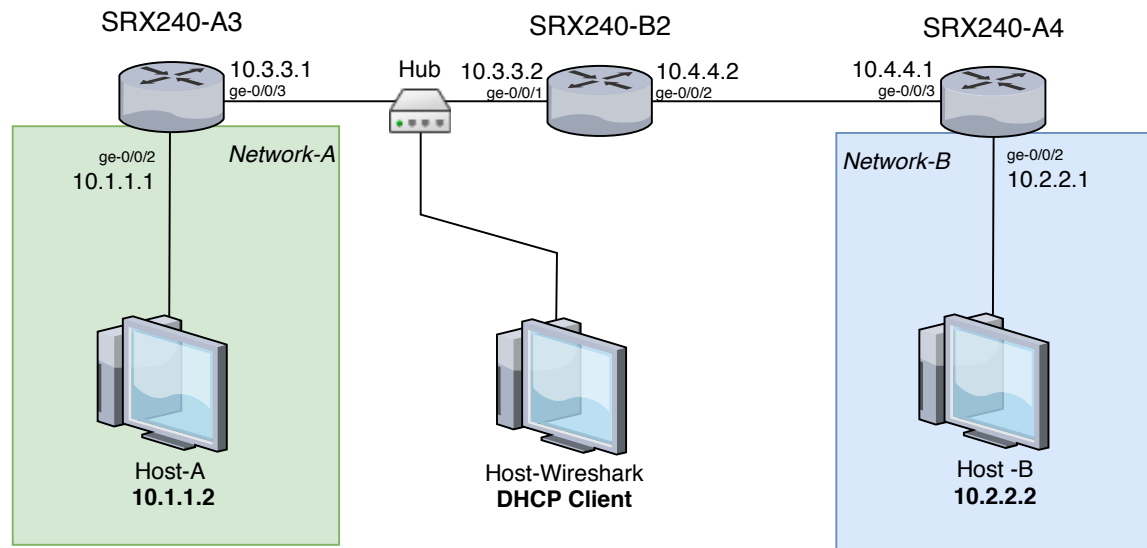 SRX240-A3
SRX240-B2
SRX240-A4
10.3.3.1
ge-0/0/3
Hub
10.3.3.2
ge-0/0/1
10.4.4.2
ge-0/0/2
10.4.4.1
ge-0/0/3
ge-0/0/2
10.1.1.1
Network-A
Network-B
ge-0/0/2
10.2.2.1
Host-A
10.1.1.2
Host-Wireshark
DHCP Client
Host -B
10.2.2.2